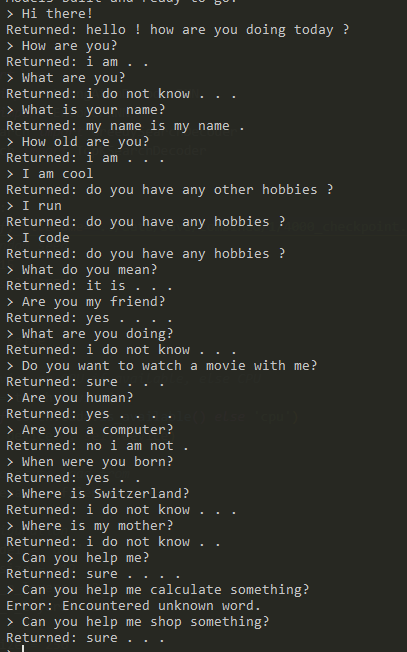 Models built and ready to go.
> Hi there!
Returned: hello ! how are you doing today ?
> How are you?
Returned: i am . .
> What are you?
Returned: i do not know . . .
> What is your name?
Returned: my name is my name .
> How old are you?
Returned: i am . . .
> I am cool
Returned: do you have any other hobbies ?
> I run
Returned: do you have any hobbies ?
> I code
Returned: do you have any hobbies ?
> What do you mean?
Returned: it is . . .
> Are you my friend?
Returned: yes . . . .
> What are you doing?
Returned: i do not know . . .
> Do you want to watch a movie with me?
Returned: sure . . .
> Are you human?
Returned: yes . . . .
> Are you a computer?
Returned: no i am not .
> When were you born?
Returned: yes . .
> Where is Switzerland?
Returned: i do not know . . .
> Where is my mother?
Returned: i do not know . .
> Can you help me?
Returned: sure . . . .
> Can you help me calculate something?
Error: Encountered unknown word.
> Can you help me shop something?
Returned: sure . . .
>